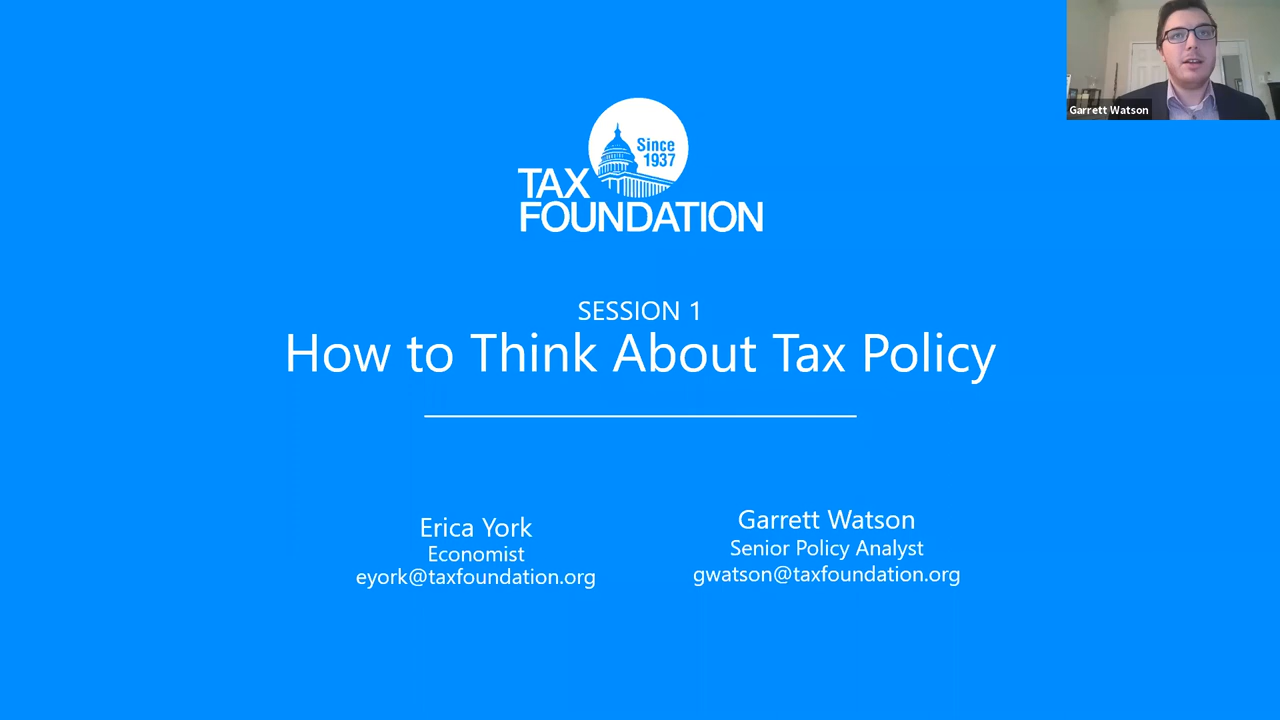 Garrett Watson
Since
1937
TAX
FOUNDATION
SESSION 1
How to Think About Tax Policy
Erica York
Economist
eyork@taxfoundation.org
Garrett Watson
Senior Policy Analyst
gwatson@taxfoundation.org